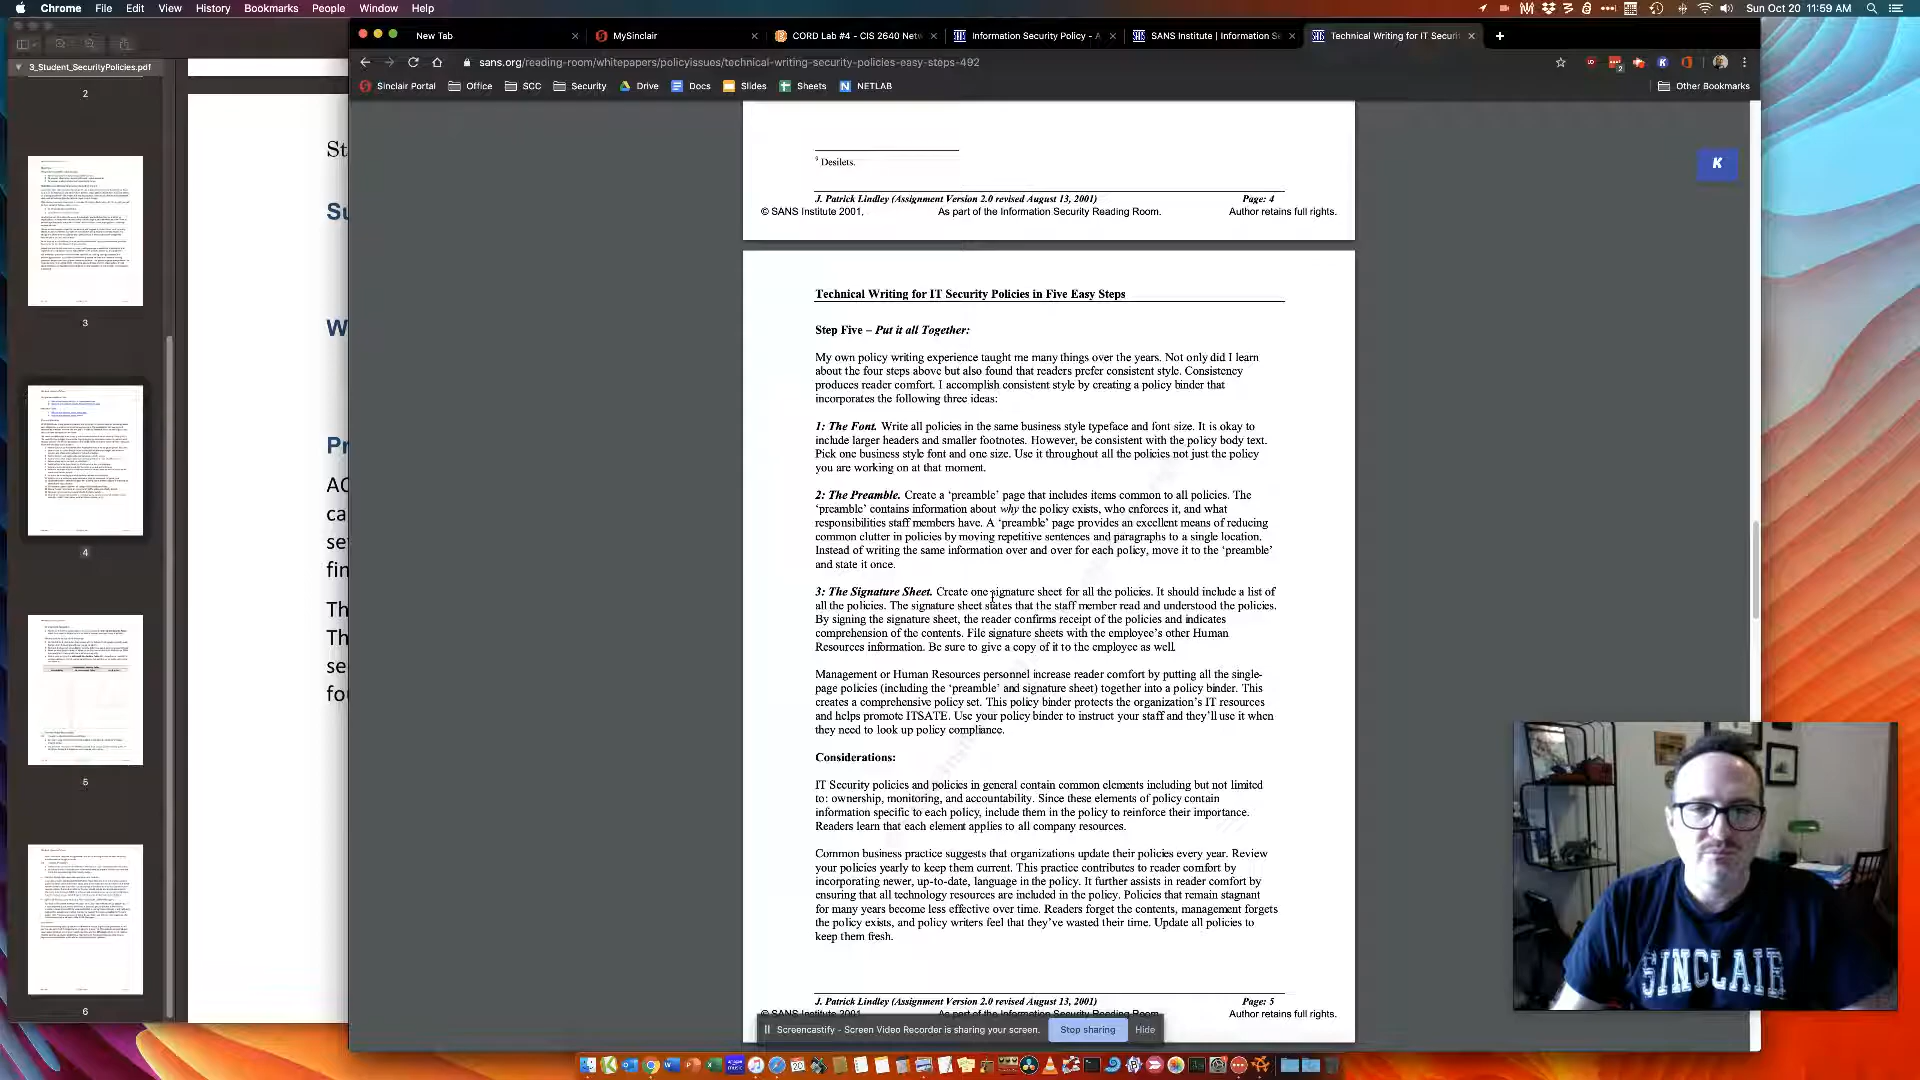 Chrome File Edit View History Bookmarks People Window Help
Sun Oct 20 11:59 AM
New Tab
MySinclair
CORD Lab #4 - CIS 2640 Netw
Information Security Policy - A
SANS Institute | Information Se
Technical Writing for IT Securit
sans.org/reading-room/whitepapers/policyissues/technical-writing-security-policies-easy-steps-492
Sinclair Portal Office SCC Security Drive Docs Slides Sheets NETLAB Other Bookmarks
3_Student_SecurityPolicies.pdf
2
3
4
5
6
St
Su
W
Pr
AC
ca
se
fin
Th
Th
se
fou
K
9 Desilets.
J. Patrick Lindley (Assignment Version 2.0 revised August 13, 2001) Page: 4
© SANS Institute 2001, As part of the Information Security Reading Room. Author retains full rights.
Technical Writing for IT Security Policies in Five Easy Steps
Step Five – Put it all Together:
My own policy writing experience taught me many things over the years. Not only did I learn
about the four steps above but also found that readers prefer consistent style. Consistency
produces reader comfort. I accomplish consistent style by creating a policy binder that
incorporates the following three ideas:
1: The Font. Write all policies in the same business style typeface and font size. It is okay to
include larger headers and smaller footnotes. However, be consistent with the policy body text.
Pick one business style font and one size. Use it throughout all the policies not just the policy
you are working on at that moment.
2: The Preamble. Create a ‘preamble’ page that includes items common to all policies. The
‘preamble’ contains information about why the policy exists, who enforces it, and what
responsibilities staff members have. A ‘preamble’ page provides an excellent means of reducing
common clutter in policies by moving repetitive sentences and paragraphs to a single location.
Instead of writing the same information over and over for each policy, move it to the ‘preamble’
and state it once.
3: The Signature Sheet. Create one signature sheet for all the policies. It should include a list of
all the policies. The signature sheet states that the staff member read and understood the policies.
By signing the signature sheet, the reader confirms receipt of the policies and indicates
comprehension of the contents. File signature sheets with the employee’s other Human
Resources information. Be sure to give a copy of it to the employee as well.
Management or Human Resources personnel increase reader comfort by putting all the single-
page policies (including the ‘preamble’ and signature sheet) together into a policy binder. This
creates a comprehensive policy set. This policy binder protects the organization’s IT resources
and helps promote ITSATE. Use your policy binder to instruct your staff and they’ll use it when
they need to look up policy compliance.
Considerations:
IT Security policies and policies in general contain common elements including but not limited
to: ownership, monitoring, and accountability. Since these elements of policy contain
information specific to each policy, include them in the policy to reinforce their importance.
Readers learn that each element applies to all company resources.
Common business practice suggests that organizations update their policies every year. Review
your policies yearly to keep them current. This practice contributes to reader comfort by
incorporating newer, up-to-date, language in the policy. It further assists in reader comfort by
ensuring that all technology resources are included in the policy. Policies that remain stagnant
for many years become less effective over time. Readers forget the contents, management forgets
the policy exists, and policy writers feel that they’ve wasted their time. Update all policies to
keep them fresh.
J. Patrick Lindley (Assignment Version 2.0 revised August 13, 2001) Page: 5
© SANS Institute 2001, As part of the Information Security Reading Room. Author retains full rights.
Screencastify - Screen Video Recorder is sharing your screen. Stop sharing Hide
SINCLAIR